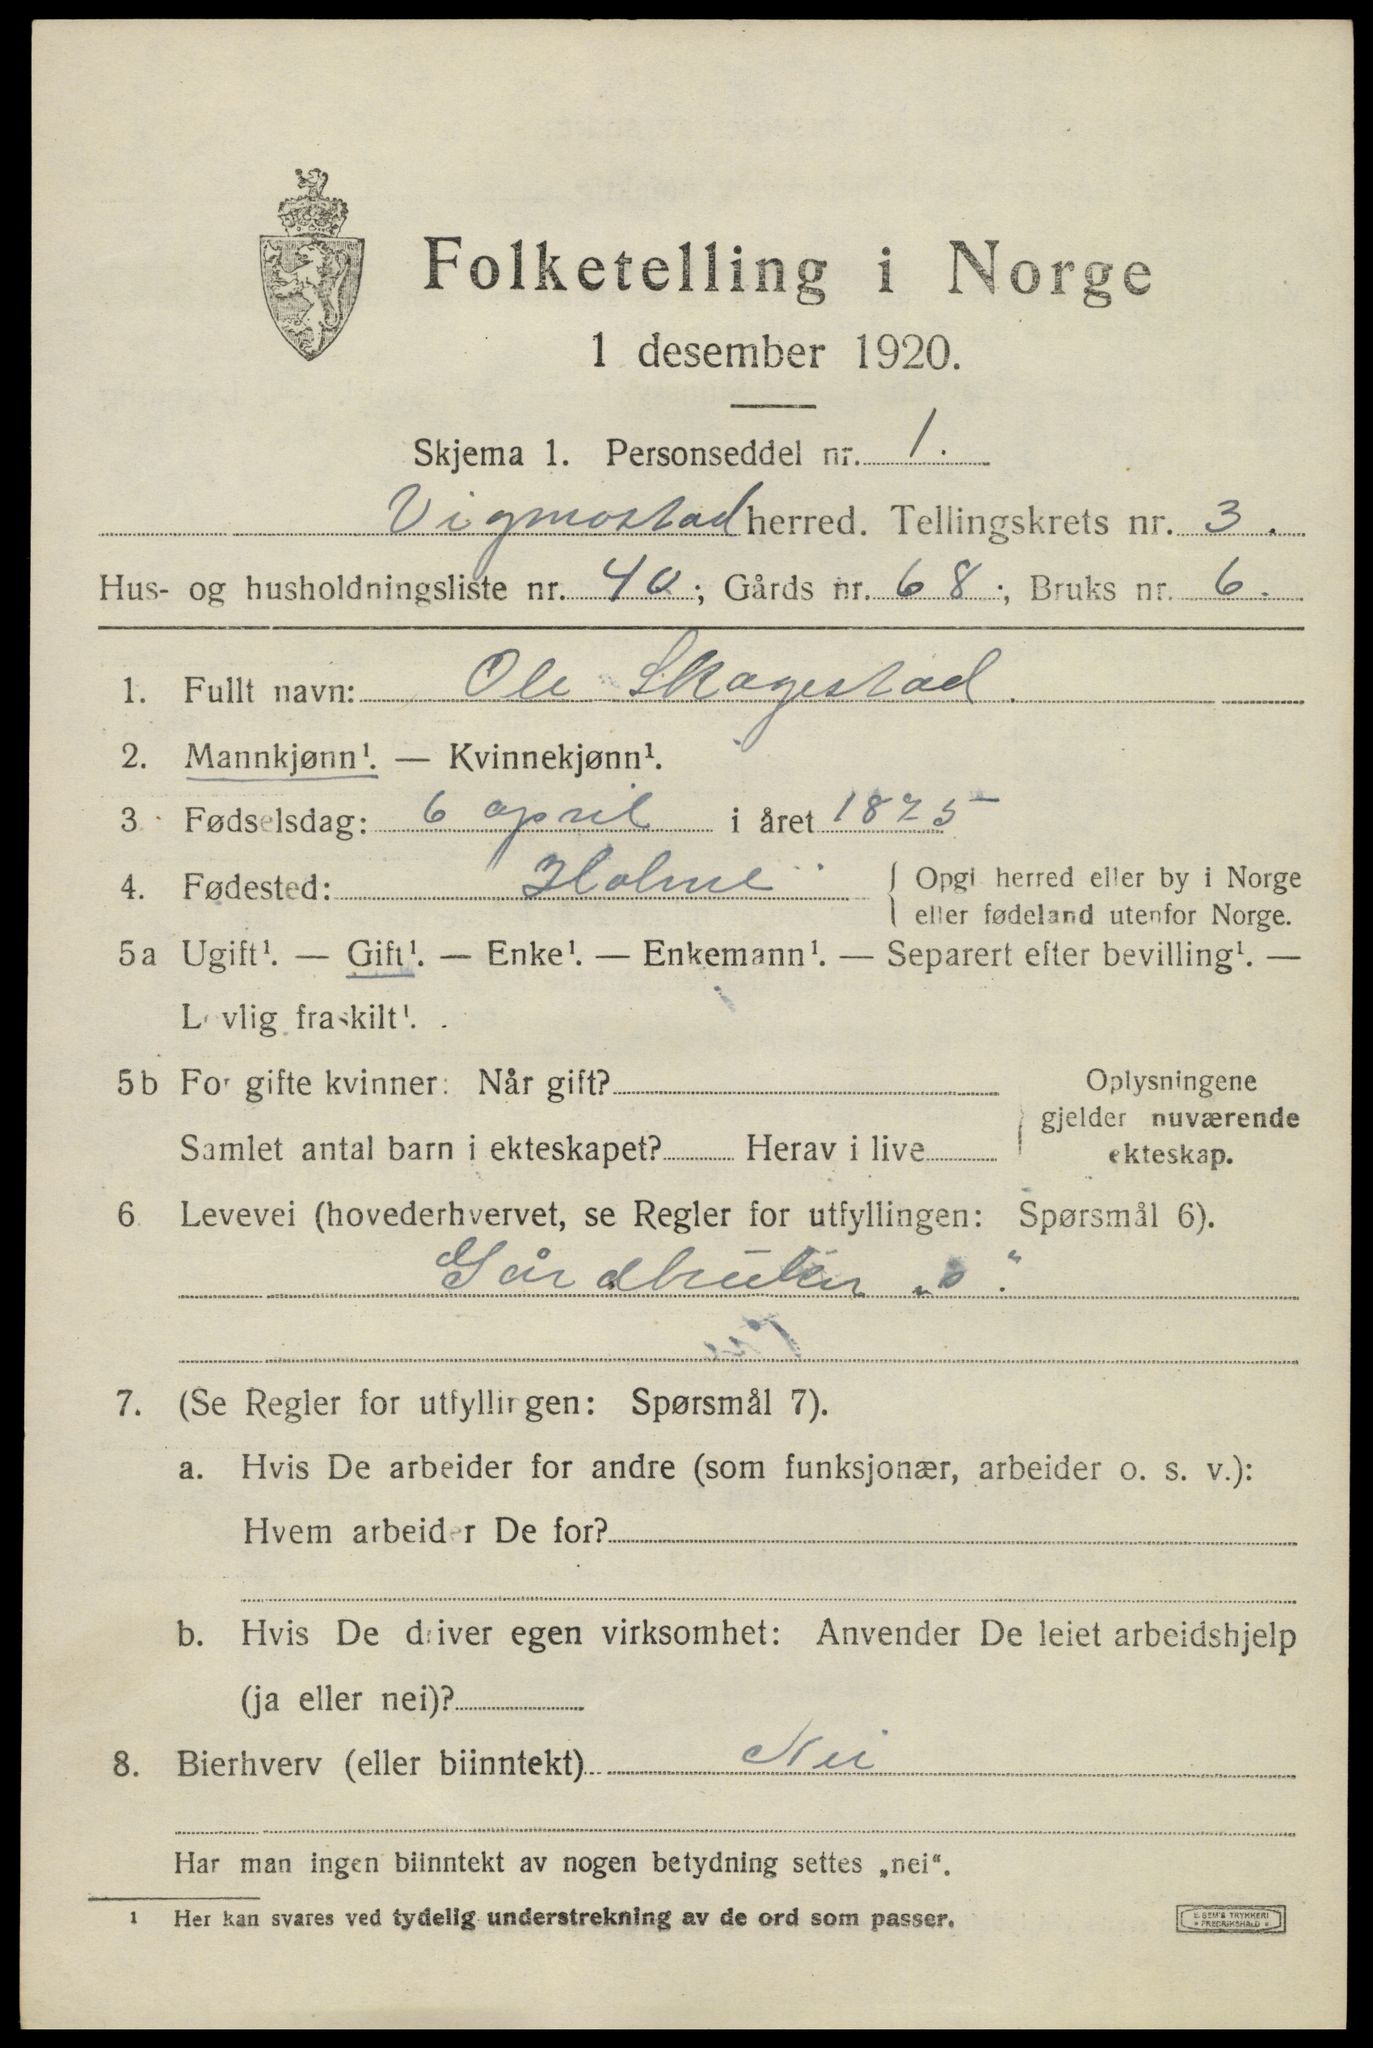 Folketelling i Norge
1 desember 1920.
Skjema 1. Personseddel nr. 1.
Vigmostad herred. Tellingskrets nr. 3.
Hus- og husholdningsliste nr. 40; Gårds nr. 68; Bruks nr. 6.
1. Fullt navn: Ole Skagestad.
2. Mannkjønn¹. — Kvinnekjønn¹.
3 Fødselsdag: 6 april i året 1875
4. Fødested: Holme { Opgi herred eller by i Norge
eller fødeland utenfor Norge.
5a Ugift¹. — Gift¹. — Enke¹. — Enkemann¹. — Separert efter bevilling¹. —
Lovlig fraskilt¹.
5b For gifte kvinner: Når gift? Oplysningene
gjelder nuværende
Samlet antal barn i ekteskapet? Herav i live ekteskap.
6 Levevei (hovederhvervet, se Regler for utfyllingen: Spørsmål 6).
Gårdbruker „s“.
7. (Se Regler for utfyllingen: Spørsmål 7).
a. Hvis De arbeider for andre (som funksjonær, arbeider o. s. v.):
Hvem arbeider De for?
b. Hvis De driver egen virksomhet: Anvender De leiet arbeidshjelp
(ja eller nei)?
8. Bierhverv (eller biinntekt) Nei
Har man ingen biinntekt av nogen betydning settes „nei“.
1 Her kan svares ved tydelig understrekning av de ord som passer.
E. SEM'S TRYKKERI
FREDRIKSHALD